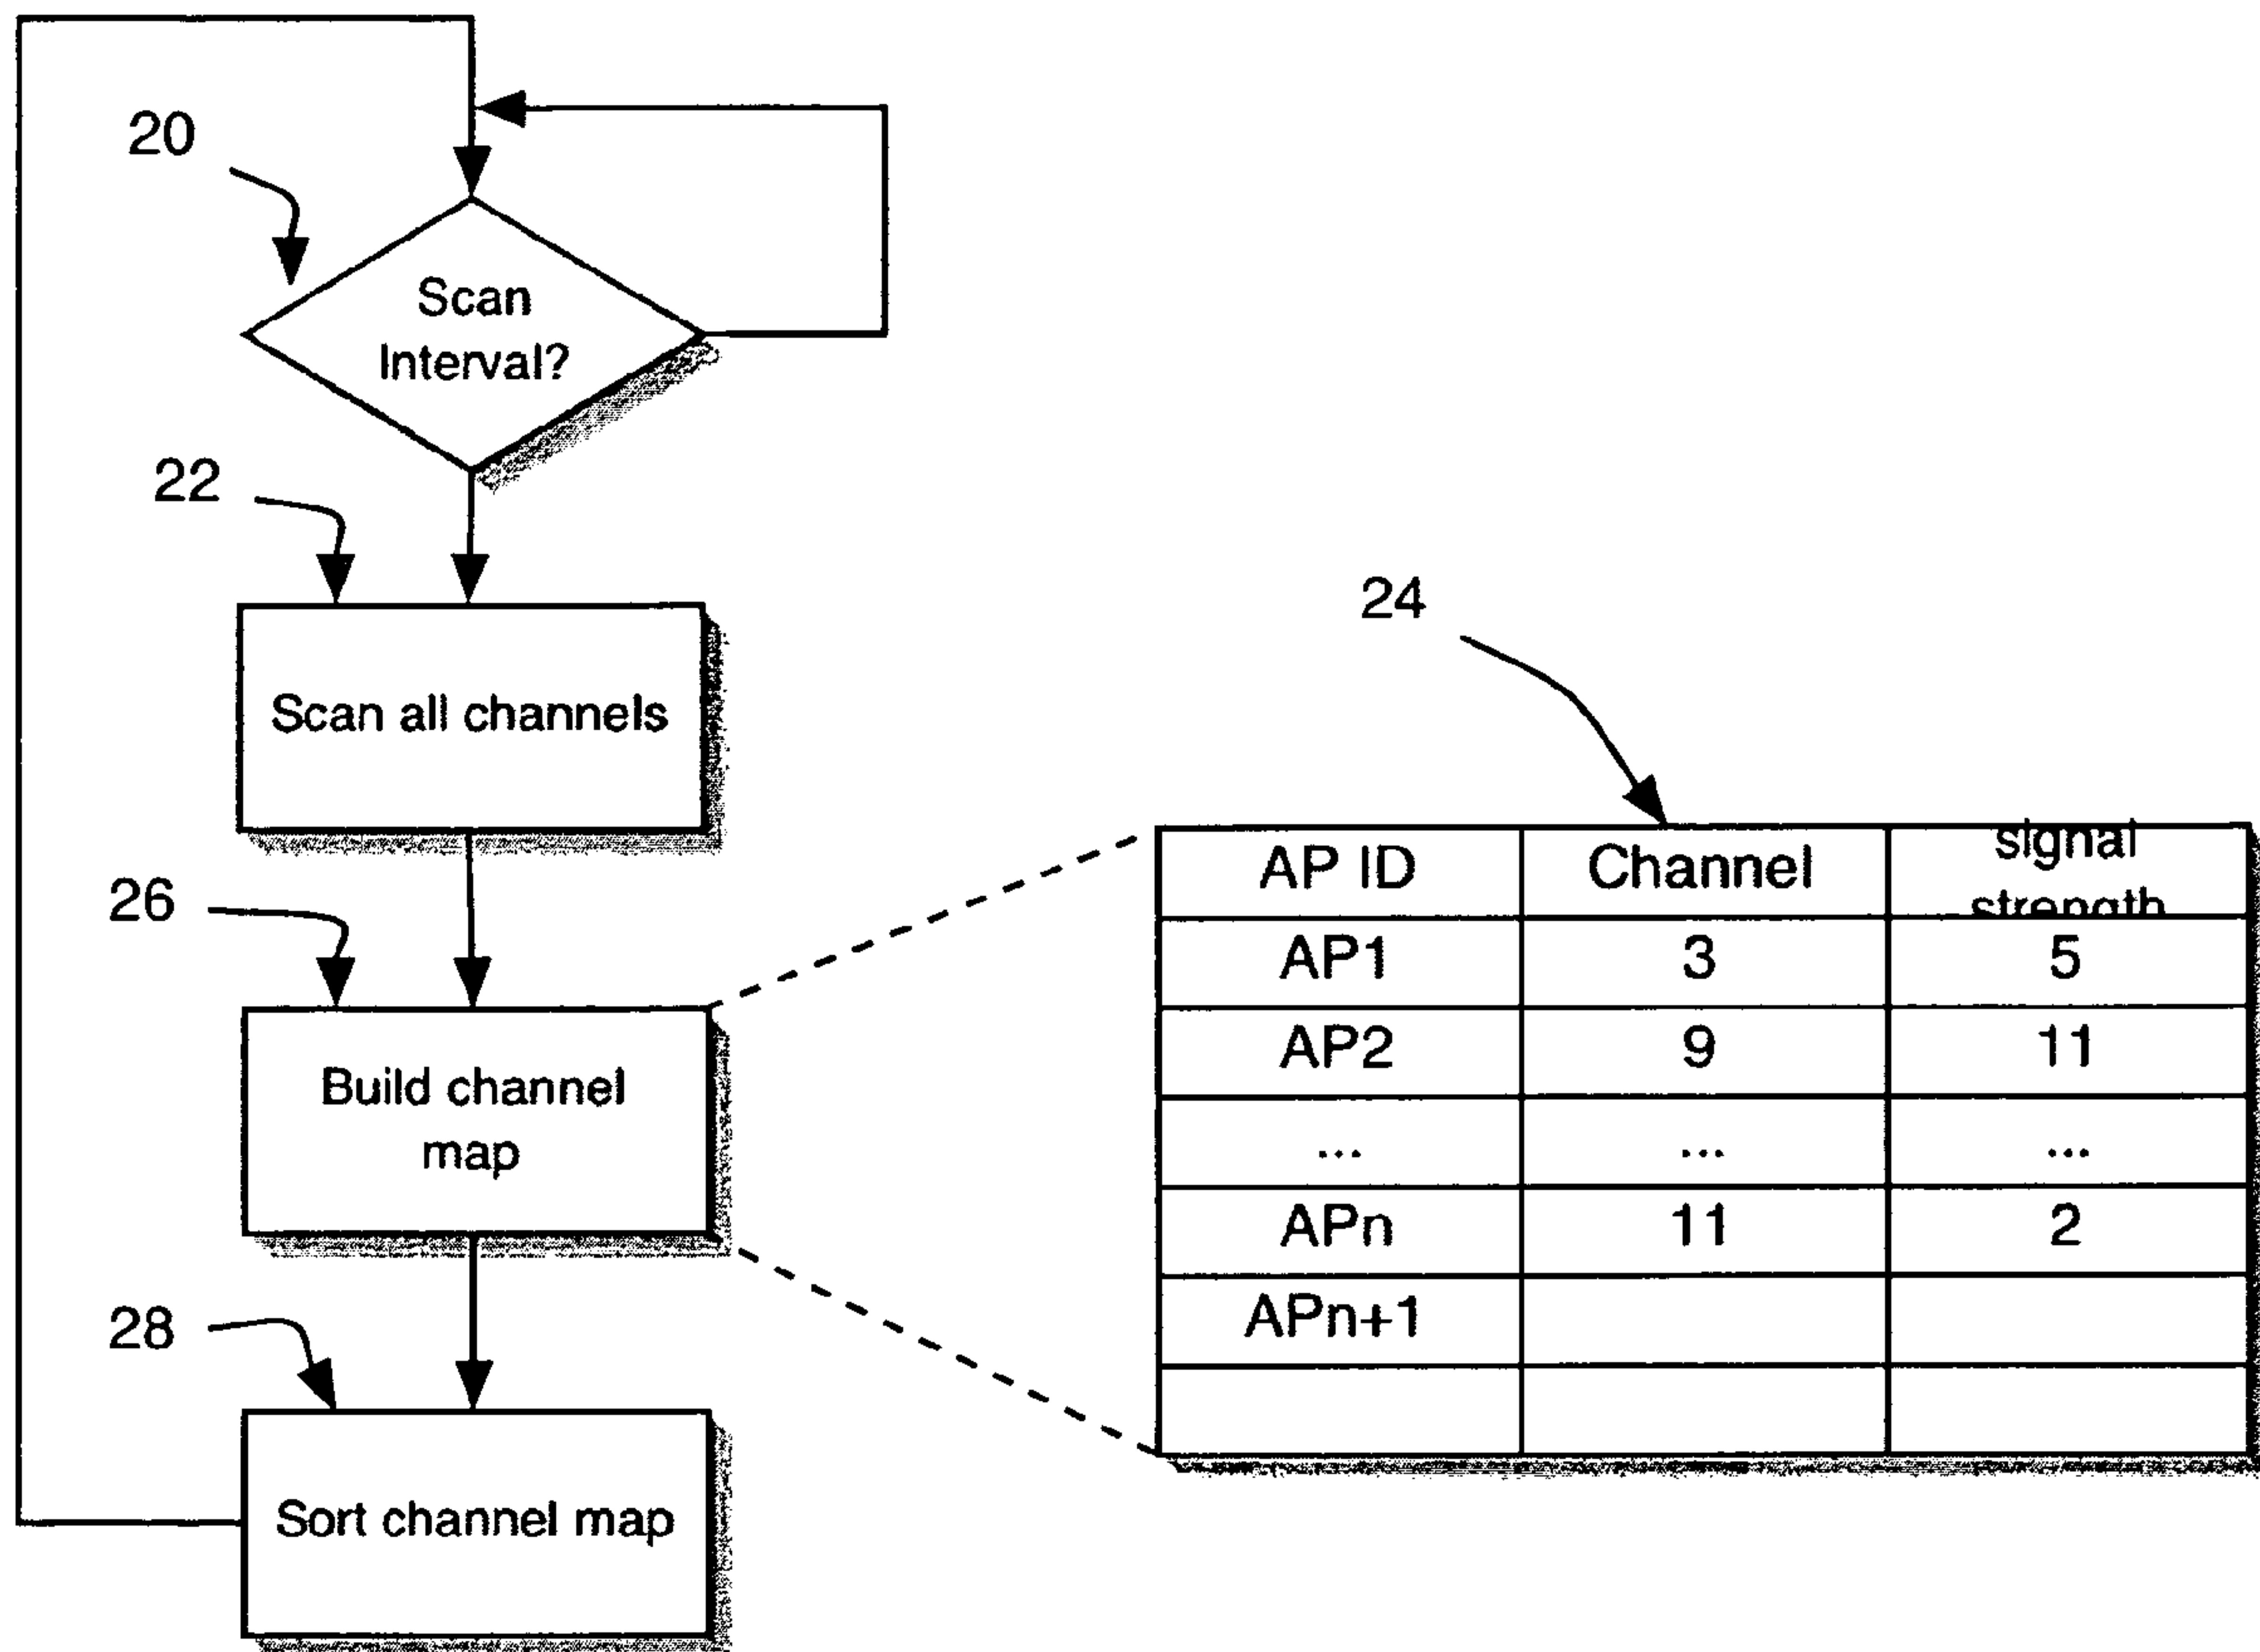 20
Scan
Interval?
22
Scan all channels
24
26
Build channel
map
AP ID Channel signal
strength
AP1 3 5
AP2 9 11
... ... ...
APn 11 2
APn+1
28
Sort channel map